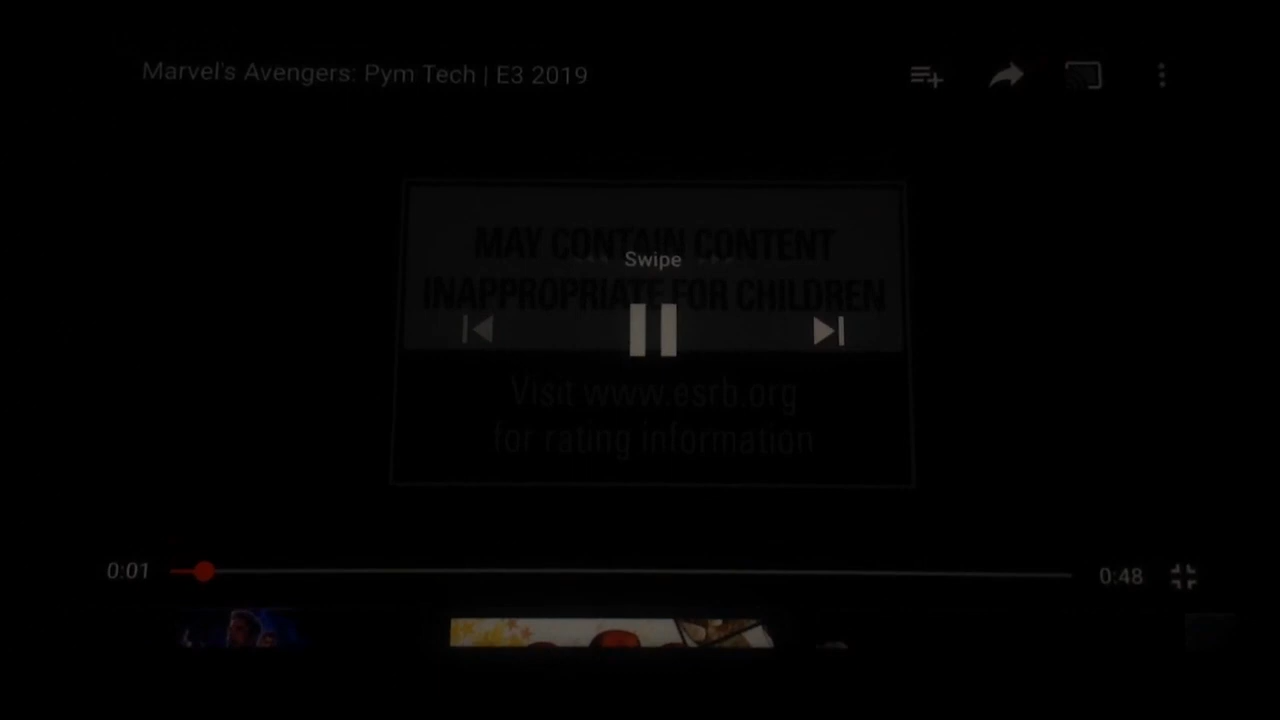 Marvel's Avengers: Pym Tech | E3 2019
MAY CONTAIN CONTENT
Swipe
INAPPROPRIATE FOR CHILDREN
Visit www.esrb.org
for rating information
0:01
0:48